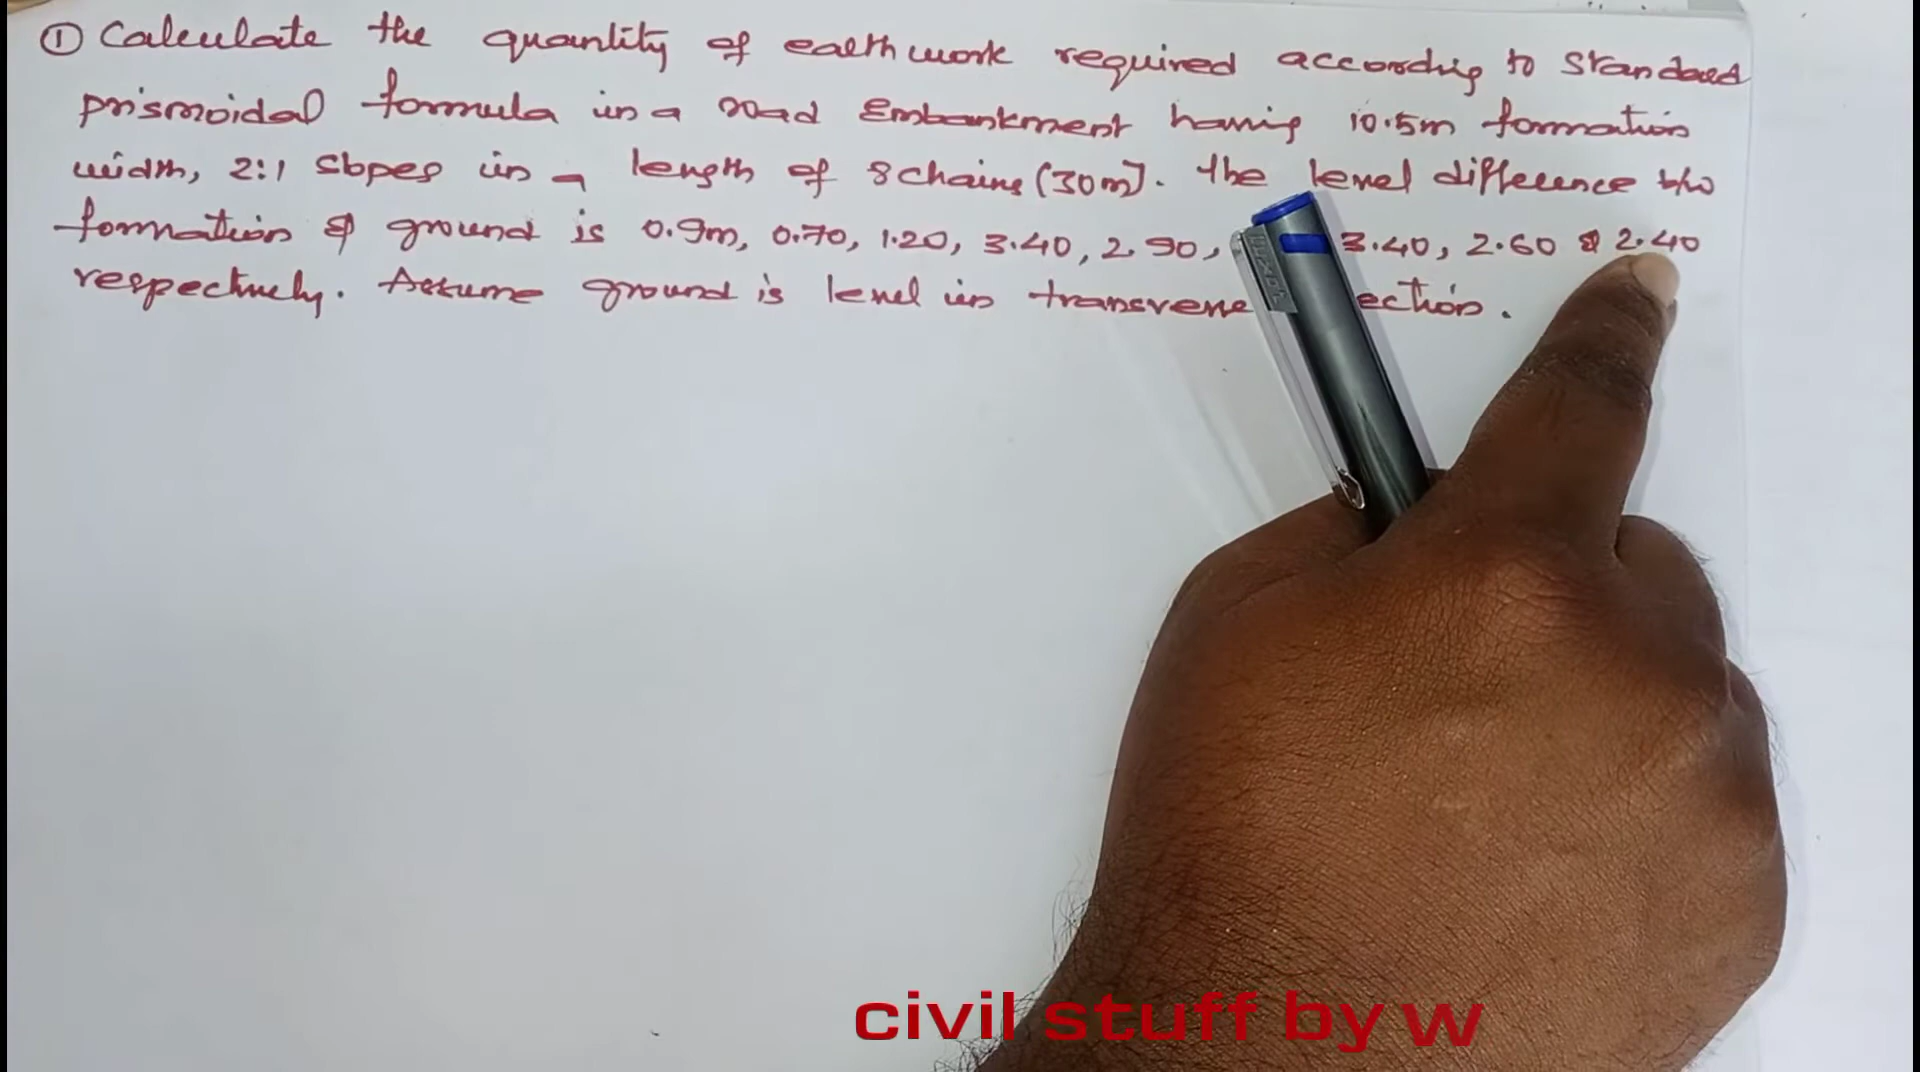 ① Calculate the quantity of earthwork required according to standard
prismoidal formula in a road Embankment having 10.5m formation
width, 2:1 slopes in a length of 8 chains (30m). The level difference b/w
formation & ground is 0.9m, 0.70, 1.20, 3.40, 2.90, 3.40, 2.60 & 2.40
respectively. Assume ground is level in transverse ection.
civil stuff by w